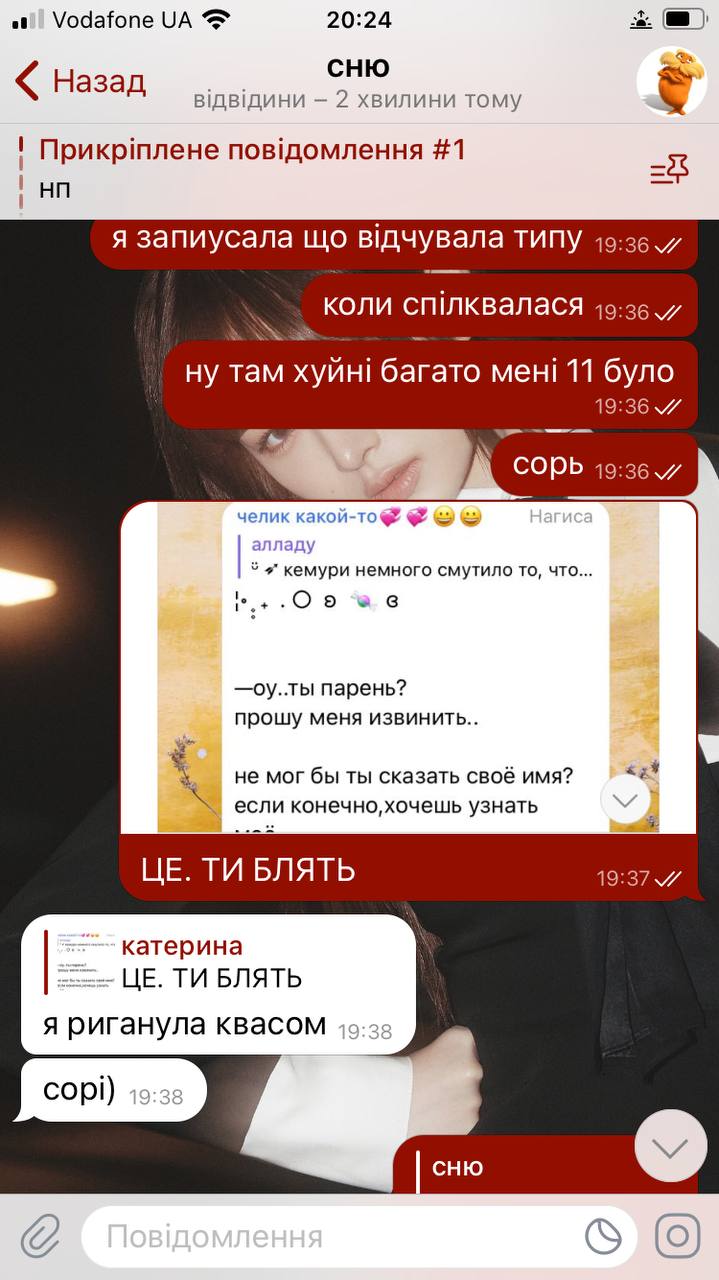 Vodafone UA 20:24
Назад
сню
відвідини – 2 хвилини тому
Прикріплене повідомлення #1
нп
я запиусала що відчувала типу 19:36
коли спілквалася 19:36
ну там хуйні багато мені 11 було
19:36
сорь 19:36
челик какой-то💞💞😀😀 Нагиса
алладу
кемури немного смутило то, что...
—оу..ты парень?
прошу меня извинить..
не мог бы ты сказать своё имя?
если конечно,хочешь узнать
моё
ЦЕ. ТИ БЛЯТЬ 19:37
катерина
ЦЕ. ТИ БЛЯТЬ
я риганула квасом 19:38
сорі) 19:38
сню
Повідомлення